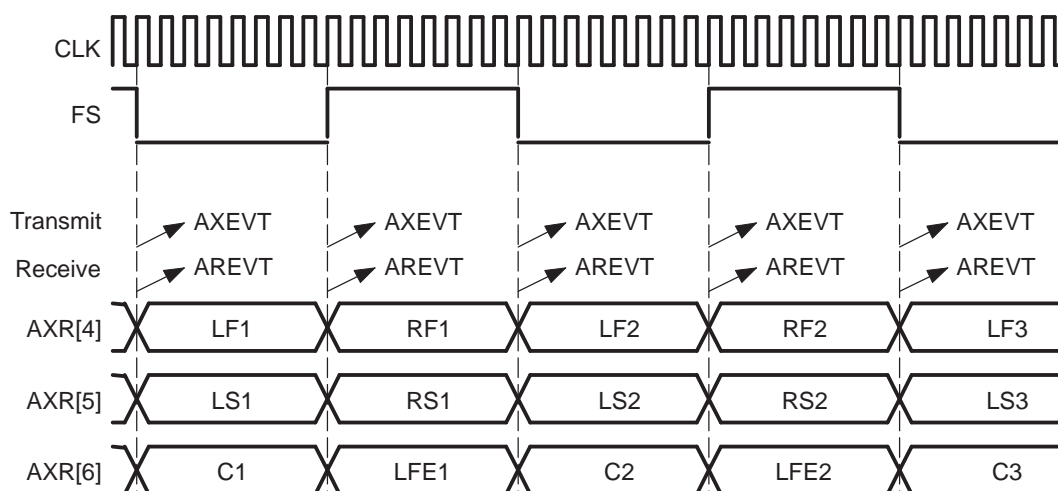 CLK
FS
Transmit AXEVT AXEVT AXEVT AXEVT AXEVT
Receive AREVT AREVT AREVT AREVT AREVT
AXR[4] LF1 RF1 LF2 RF2 LF3
AXR[5] LS1 RS1 LS2 RS2 LS3
AXR[6] C1 LFE1 C2 LFE2 C3